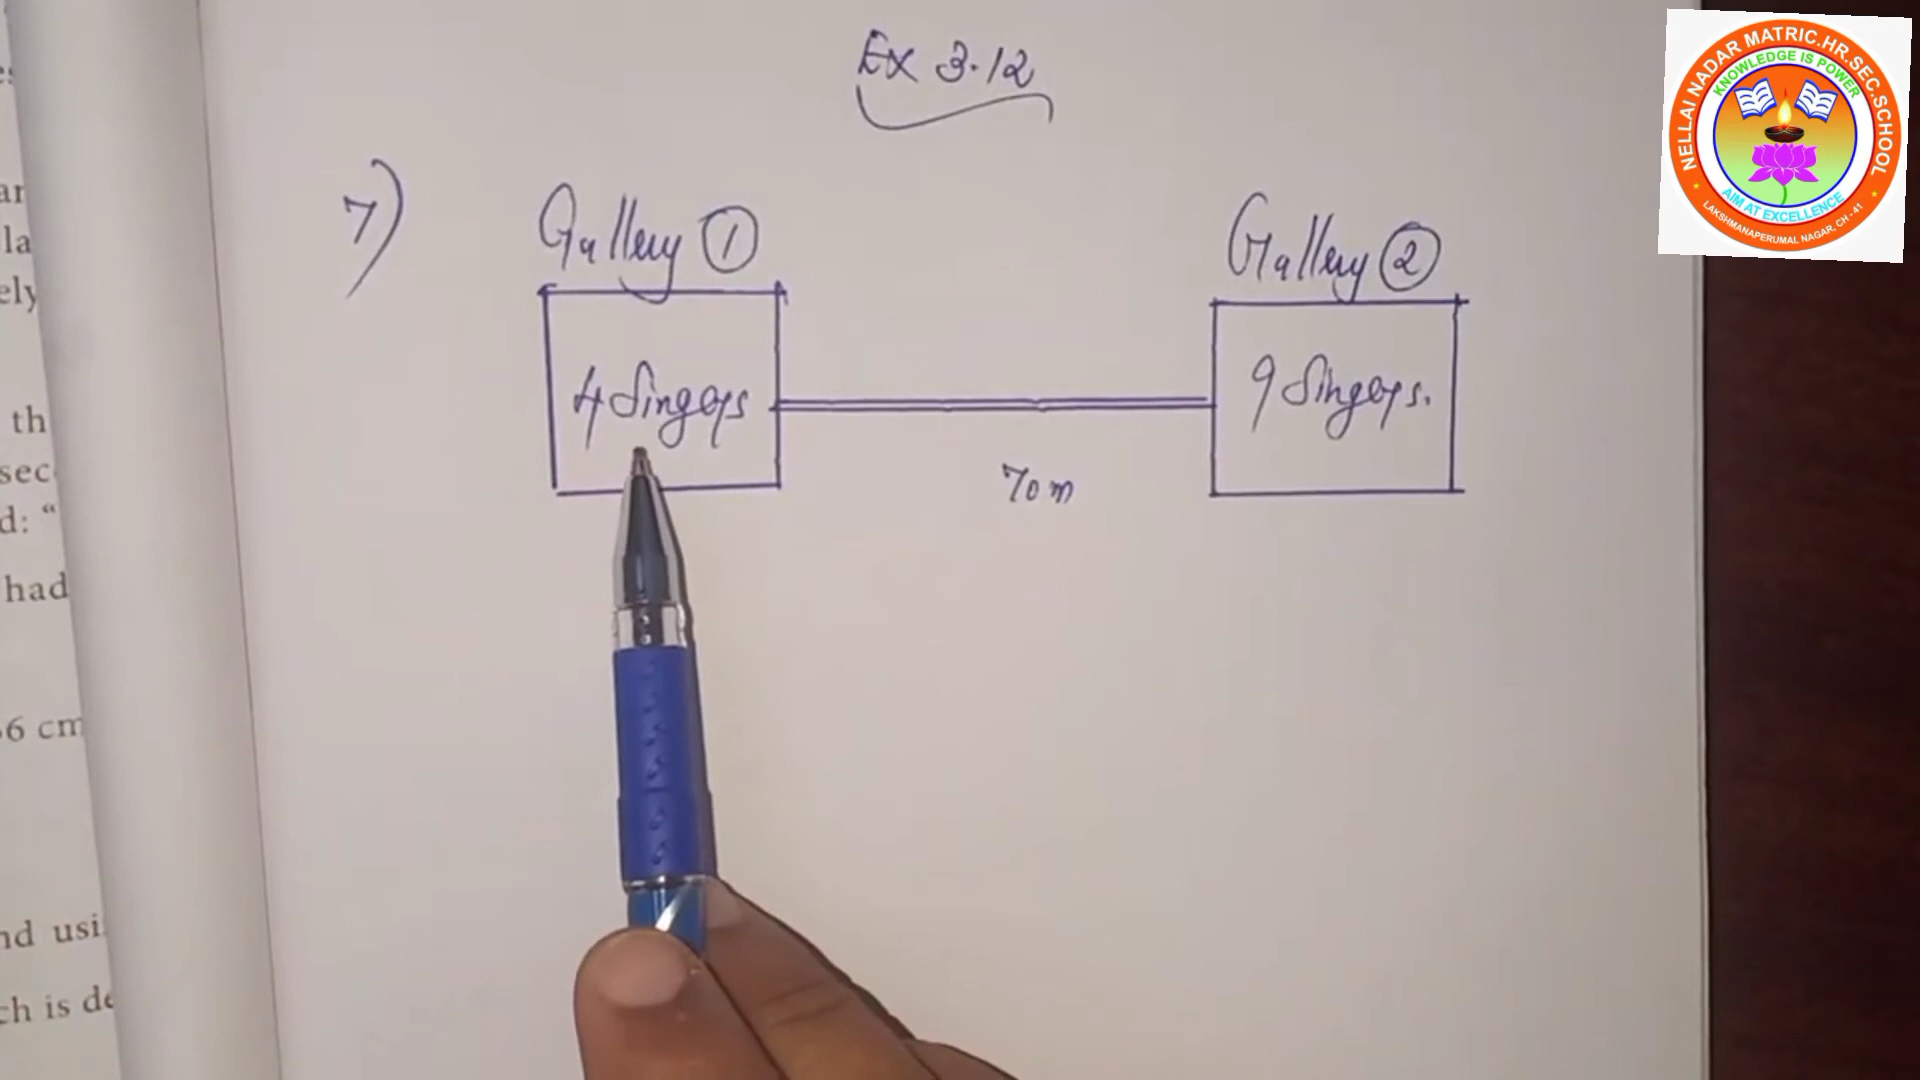 Ex 3.12
7)
Gallery ①
Gallery ②
4 Singers
9 Singers.
70 m
la
ely
th
sec
d: “
had
6 cm
nd usi
ch is de
NELLAI NADAR MATRIC.HR.SEC.SCHOOL
KNOWLEDGE IS POWER
AIM AT EXCELLENCE
LAKSHMANAPERUMAL NAGAR, CH - 41